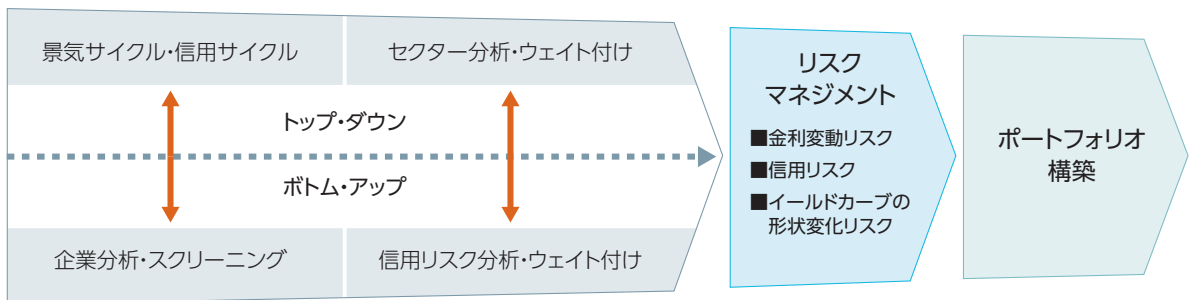 景気サイクル・信用サイクル
セクター分析・ウェイト付け
トップ・ダウン
ボトム・アップ
企業分析・スクリーニング
信用リスク分析・ウェイト付け
リスク
マネジメント
■金利変動リスク
■信用リスク
■イールドカーブの
形状変化リスク
ポートフォリオ
構築